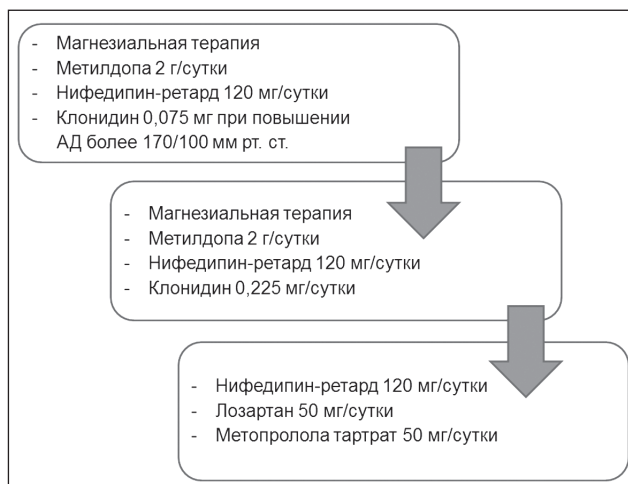 - Магнезиальная терапия
- Метилдопа 2 г/сутки
- Нифедипин-ретард 120 мг/сутки
- Клонидин 0,075 мг при повышении
АД более 170/100 мм рт. ст.
- Магнезиальная терапия
- Метилдопа 2 г/сутки
- Нифедипин-ретард 120 мг/сутки
- Клонидин 0,225 мг/сутки
- Нифедипин-ретард 120 мг/сутки
- Лозартан 50 мг/сутки
- Метопролола тартрат 50 мг/сутки